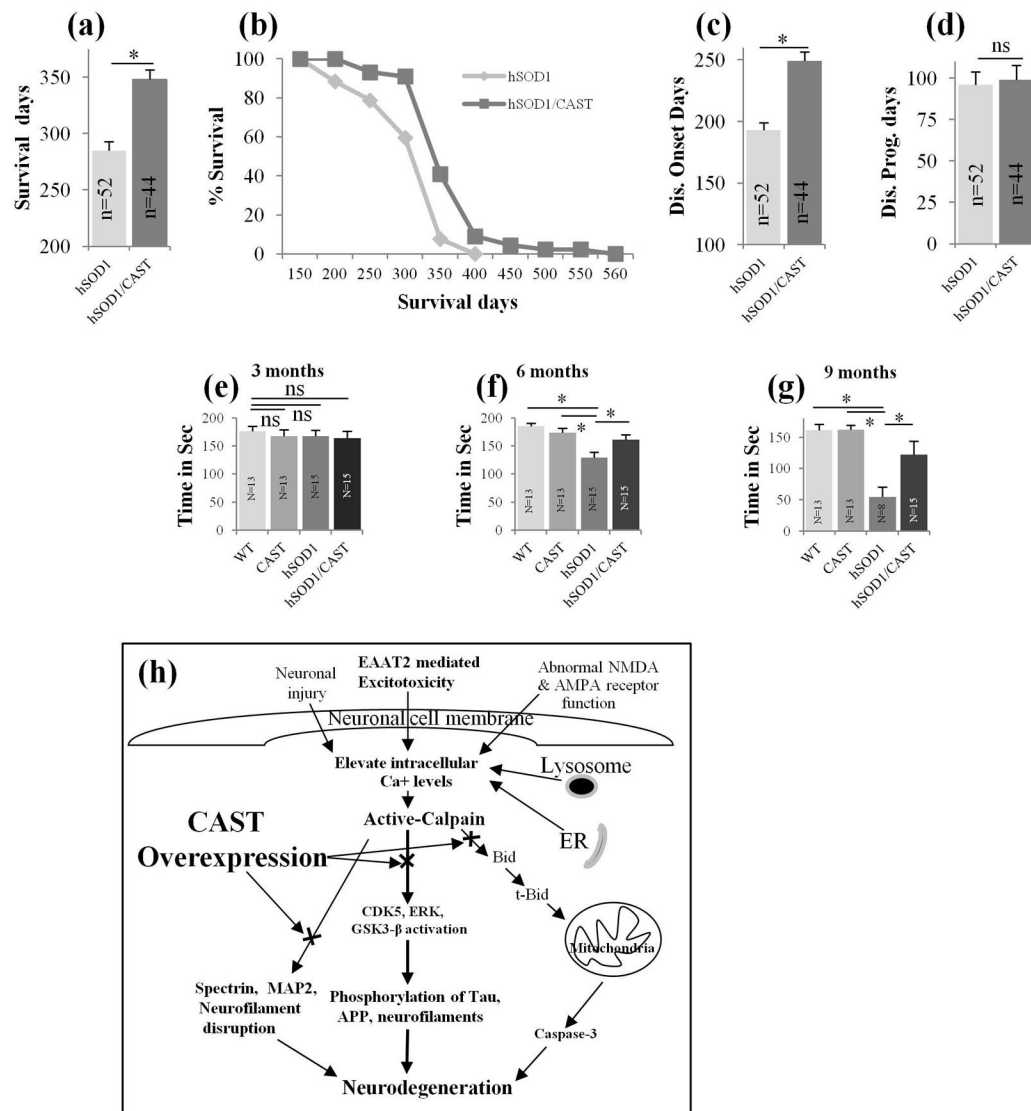 (a)
*
350
300
250
200
Survival days
n=52
n=44
hSOD1
hSOD1/CAST
(b)
100
80
60
40
20
0
% Survival
hSOD1
hSOD1/CAST
150 200 250 300 350 400 450 500 550 560
Survival days
(c)
*
250
200
150
100
Dis. Onset Days
n=52
n=44
hSOD1
hSOD1/CAST
(d)
ns
100
75
50
25
0
Dis. Prog. days
n=52
n=44
hSOD1
hSOD1/CAST
(e)
3 months
ns
ns
ns
200
150
100
50
0
Time in Sec
N=13
N=13
N=15
N=15
WT
CAST
hSOD1
hSOD1/CAST
(f)
6 months
*
*
*
200
150
100
50
0
Time in Sec
N=13
N=13
N=15
N=15
WT
CAST
hSOD1
hSOD1/CAST
(g)
9 months
*
*
*
150
100
50
0
Time in Sec
N=13
N=13
N=8
N=15
WT
CAST
hSOD1
hSOD1/CAST
(h)
Neuronal
injury
EAAT2 mediated
Excitotoxicity
Abnormal NMDA
& AMPA receptor
function
Neuronal cell membrane
Elevate intracellular
Ca+ levels
Lysosome
ER
Active-Calpain
CAST
Overexpression
Bid
t-Bid
CDK5, ERK,
GSK3-β activation
Mitochondria
Spectrin, MAP2,
Neurofilament
disruption
Phosphorylation of Tau,
APP, neurofilaments
Caspase-3
Neurodegeneration